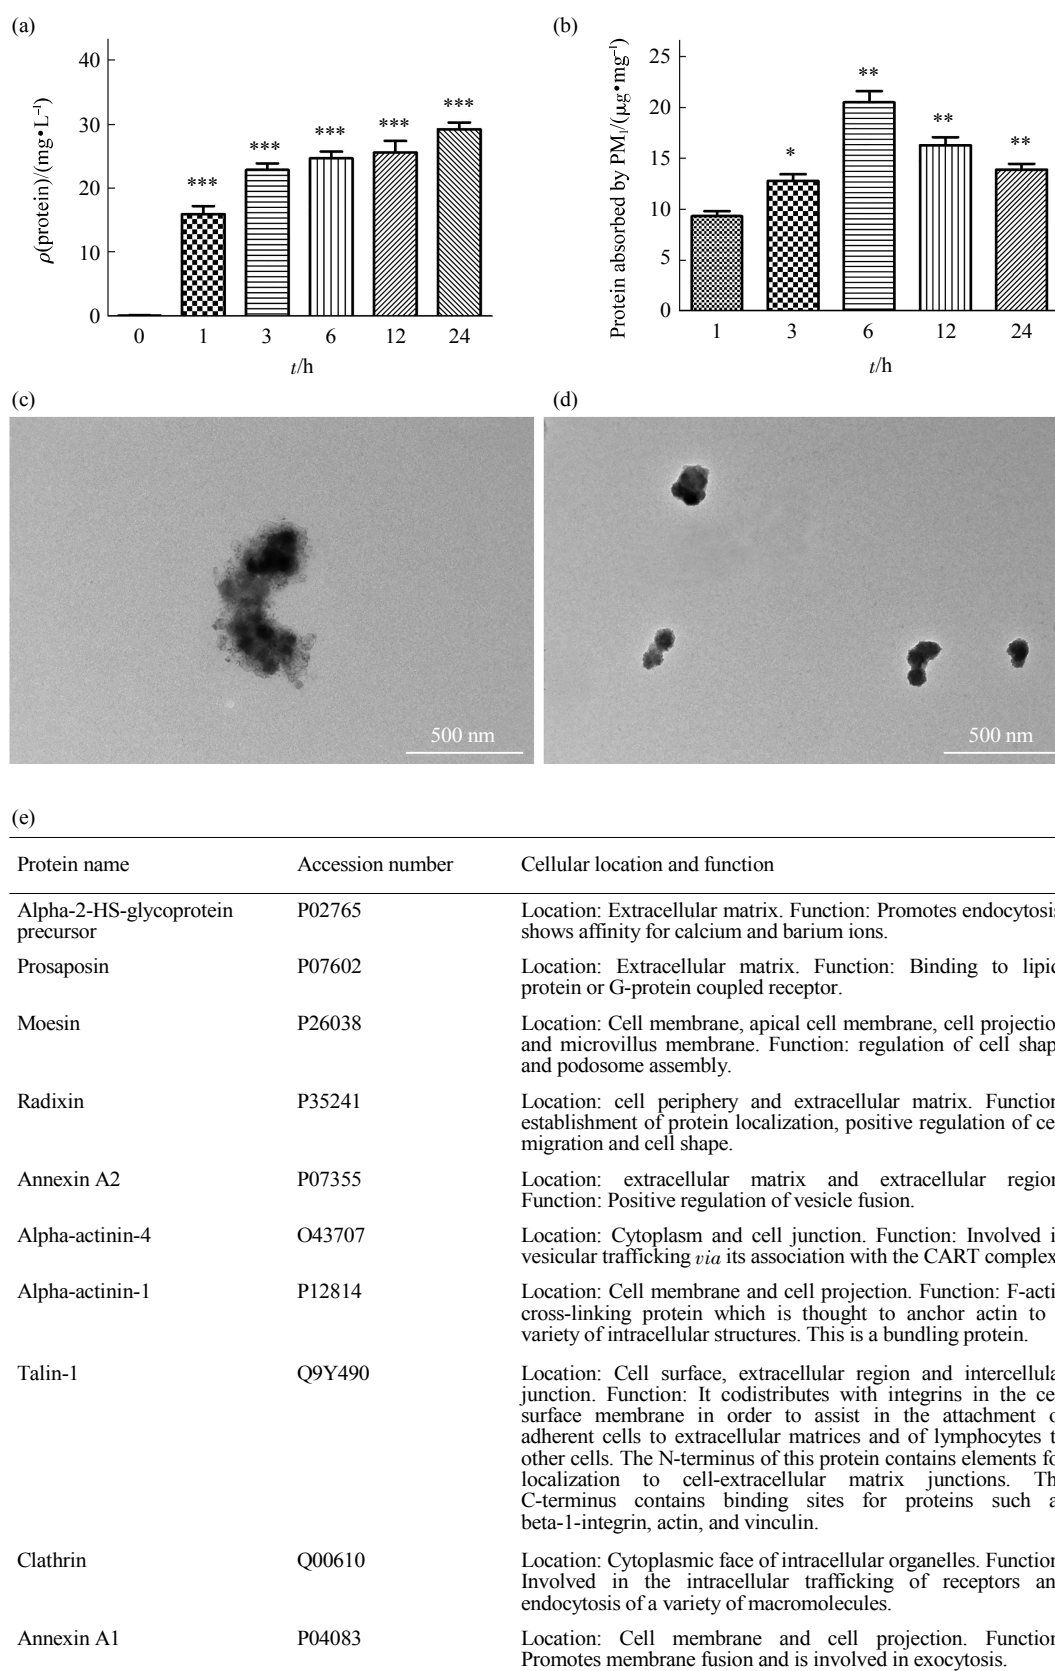 (a)
(b)
40
30
20
10
0
ρ(protein)/(mg•L⁻¹)
***
***
***
***
***
0 1 3 6 12 24
t/h
25
20
15
10
5
0
Protein absorbed by PM₁/(μg•mg⁻¹)
*
**
**
**
1 3 6 12 24
t/h
(c)
(d)
500 nm
500 nm
(e)
Protein name Accession number Cellular location and function
Alpha-2-HS-glycoprotein P02765 Location: Extracellular matrix. Function: Promotes endocytosis
precursor shows affinity for calcium and barium ions.
Prosaposin P07602 Location: Extracellular matrix. Function: Binding to lipid
protein or G-protein coupled receptor.
Moesin P26038 Location: Cell membrane, apical cell membrane, cell projection
and microvillus membrane. Function: regulation of cell shap
and podosome assembly.
Radixin P35241 Location: cell periphery and extracellular matrix. Function
establishment of protein localization, positive regulation of ce
migration and cell shape.
Annexin A2 P07355 Location: extracellular matrix and extracellular region
Function: Positive regulation of vesicle fusion.
Alpha-actinin-4 O43707 Location: Cytoplasm and cell junction. Function: Involved i
vesicular trafficking via its association with the CART complex
Alpha-actinin-1 P12814 Location: Cell membrane and cell projection. Function: F-acti
cross-linking protein which is thought to anchor actin to
variety of intracellular structures. This is a bundling protein.
Talin-1 Q9Y490 Location: Cell surface, extracellular region and intercellula
junction. Function: It codistributes with integrins in the ce
surface membrane in order to assist in the attachment o
adherent cells to extracellular matrices and of lymphocytes t
other cells. The N-terminus of this protein contains elements fo
localization to cell-extracellular matrix junctions. Th
C-terminus contains binding sites for proteins such a
beta-1-integrin, actin, and vinculin.
Clathrin Q00610 Location: Cytoplasmic face of intracellular organelles. Function
Involved in the intracellular trafficking of receptors an
endocytosis of a variety of macromolecules.
Annexin A1 P04083 Location: Cell membrane and cell projection. Function
Promotes membrane fusion and is involved in exocytosis.